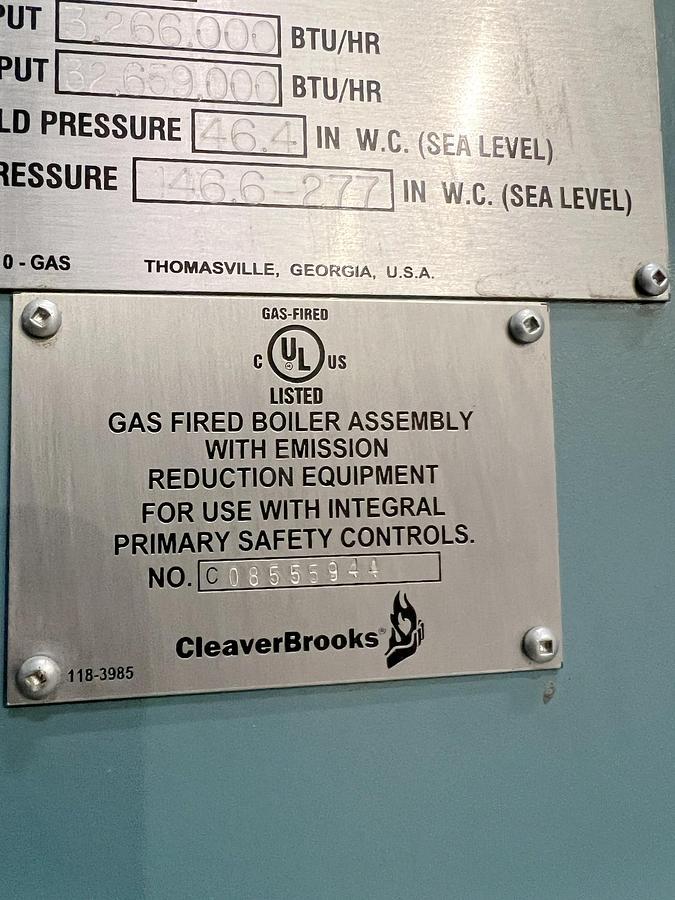 PUT 3,266,000 BTU/HR
PUT 32,659,000 BTU/HR
LD PRESSURE 46.4 IN W.C. (SEA LEVEL)
RESSURE 146.6-277 IN W.C. (SEA LEVEL)
0 - GAS THOMASVILLE, GEORGIA, U.S.A.
GAS-FIRED
C UL US
LISTED
GAS FIRED BOILER ASSEMBLY
WITH EMISSION
REDUCTION EQUIPMENT
FOR USE WITH INTEGRAL
PRIMARY SAFETY CONTROLS.
NO. C 08555944
CleaverBrooks®
118-3985